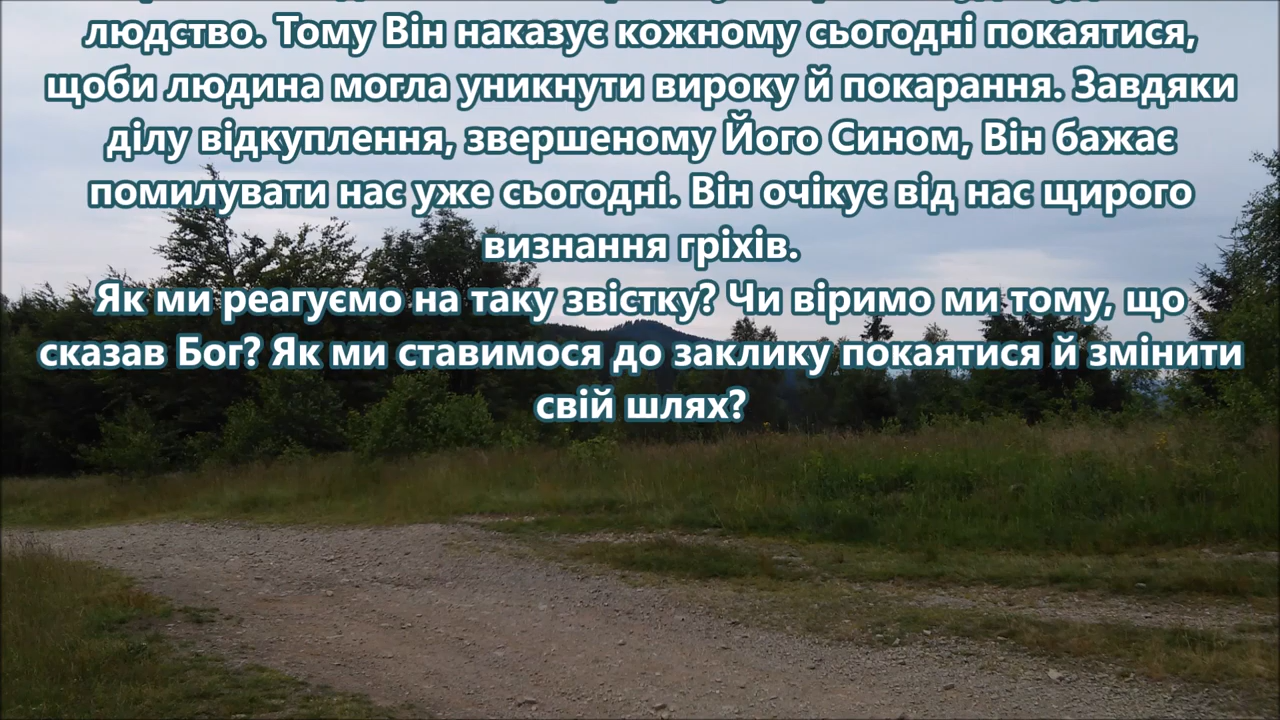 людство. Тому Він наказує кожному сьогодні покаятися,
щоби людина могла уникнути вироку й покарання. Завдяки
ділу відкуплення, звершеному Його Сином, Він бажає
помилувати нас уже сьогодні. Він очікує від нас щирого
визнання гріхів.
Як ми реагуємо на таку звістку? Чи віримо ми тому, що
сказав Бог? Як ми ставимося до заклику покаятися й змінити
свій шлях?